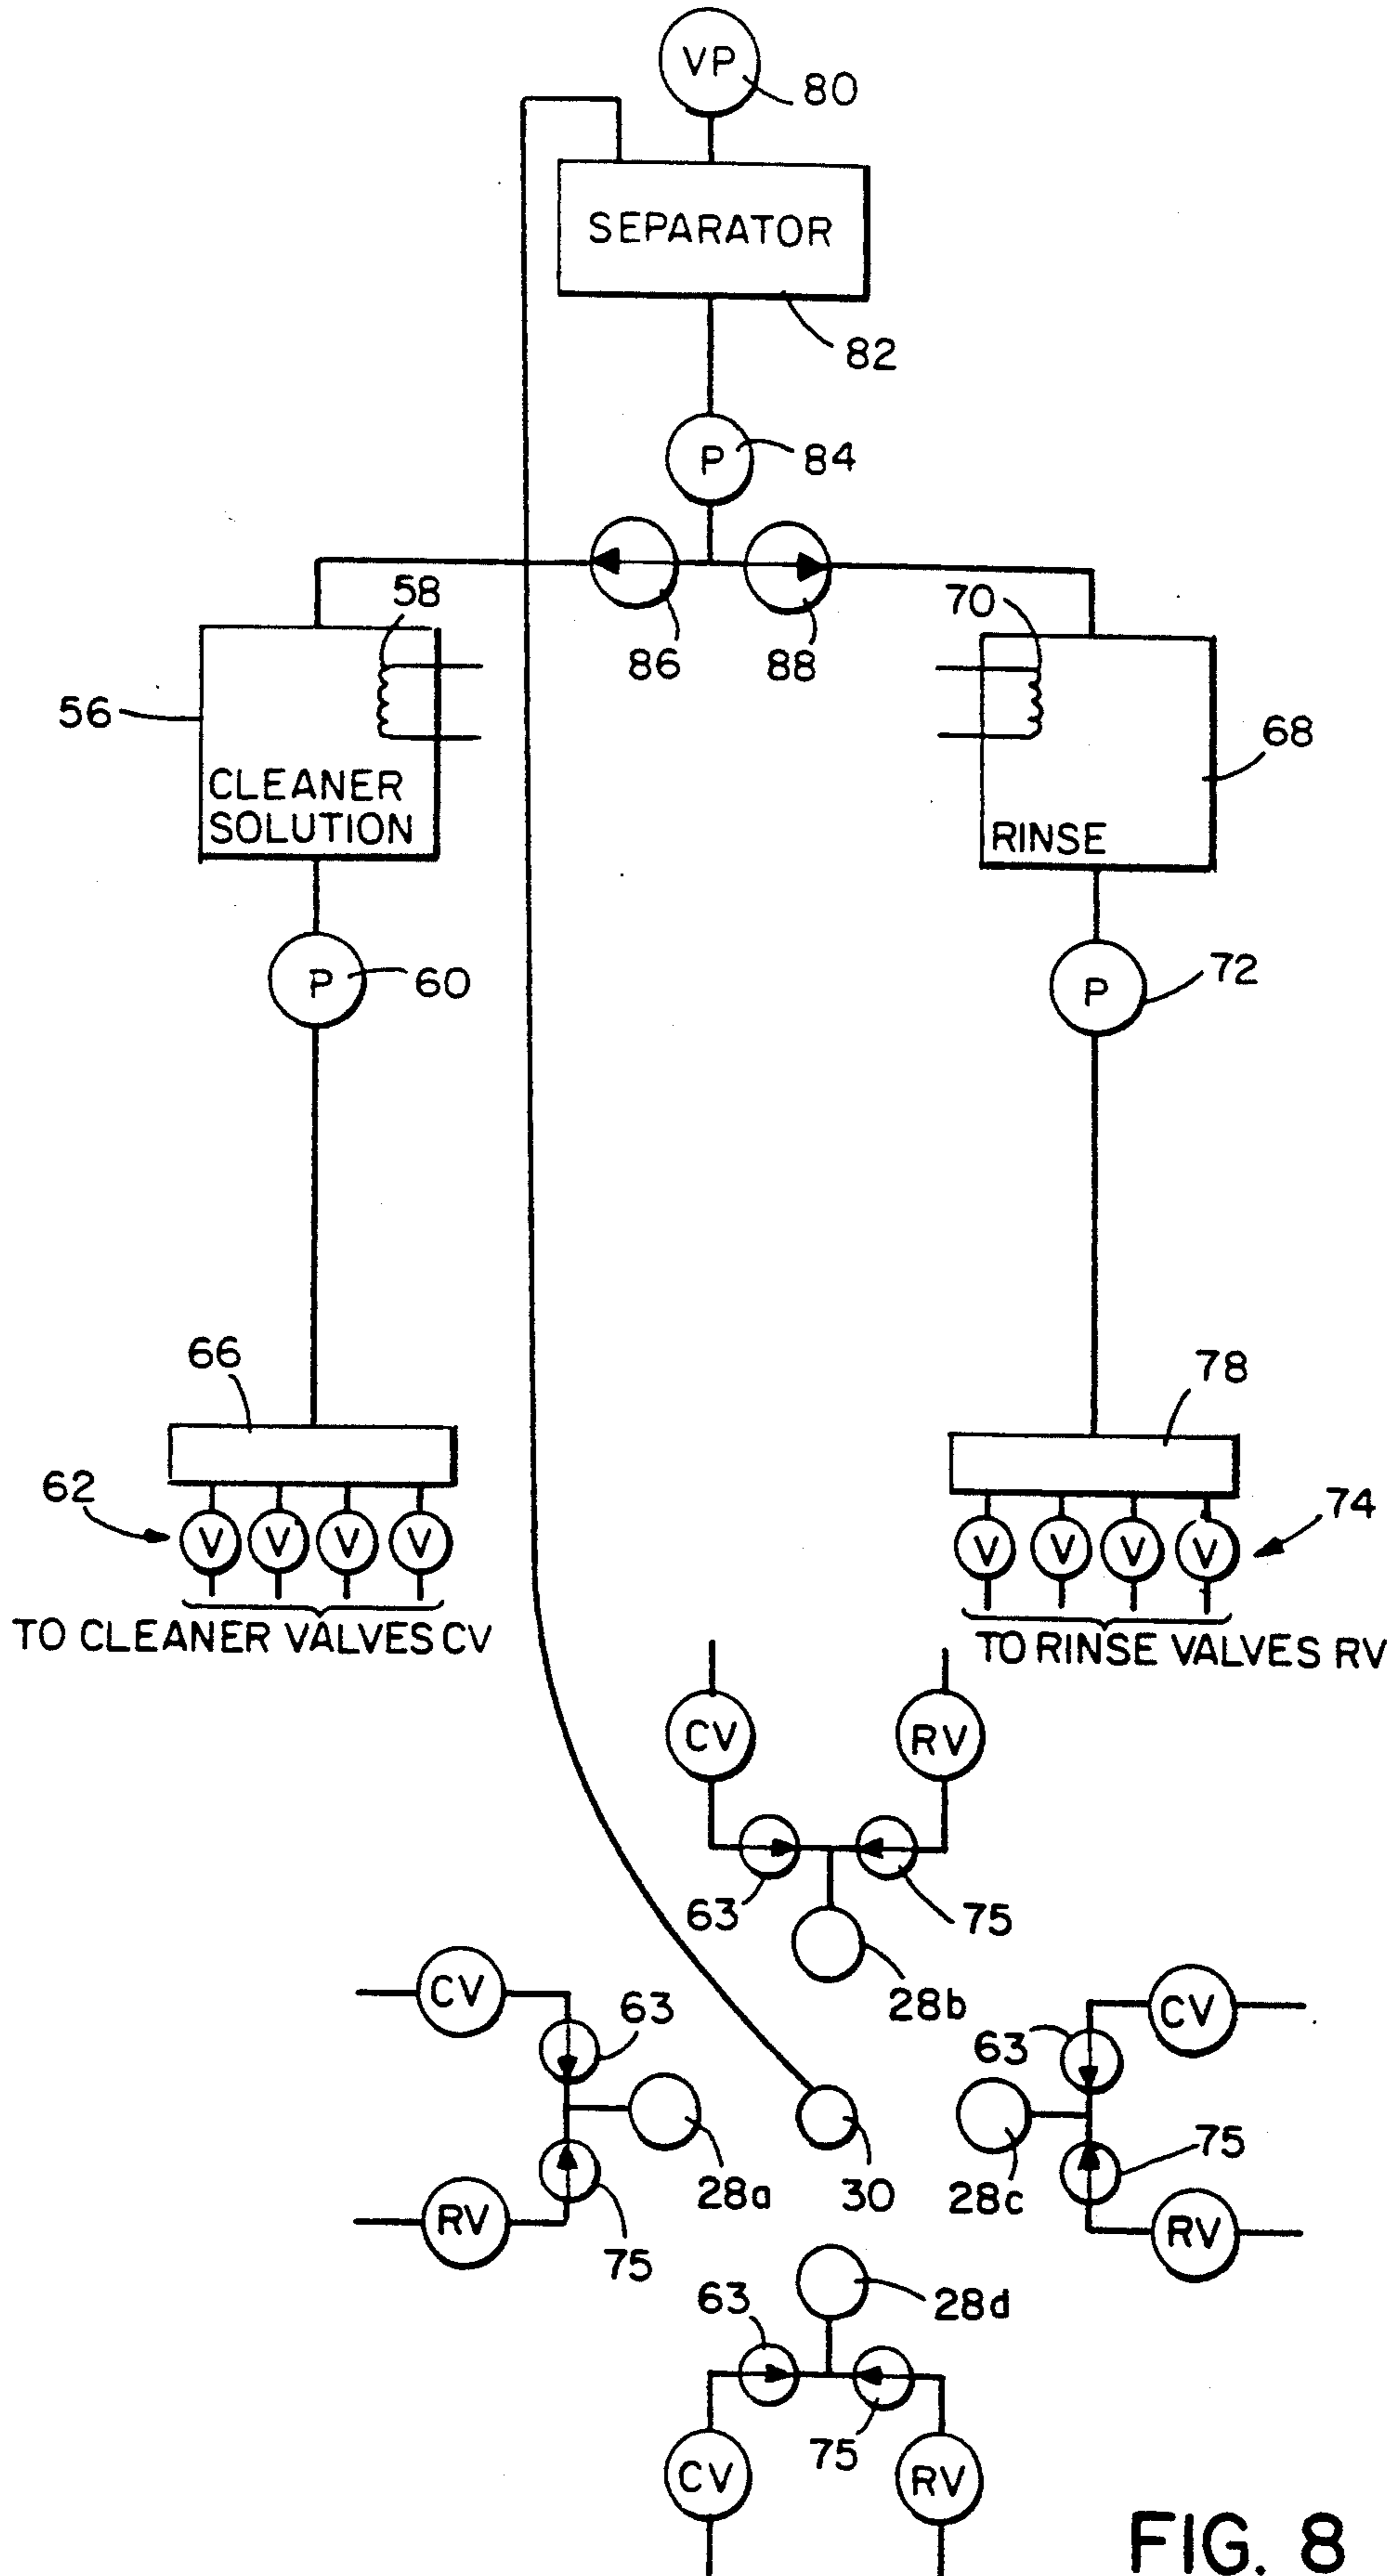 VP
80
SEPARATOR
82
P
84
58
86
88
70
56
CLEANER
SOLUTION
68
RINSE
P
60
P
72
66
78
62
V V V V
V V V V
74
TO CLEANER VALVES CV
TO RINSE VALVES RV
CV
RV
63
75
28b
CV
63
63
CV
28a
30
28c
75
RV
75
RV
28d
63
75
CV
RV
FIG. 8